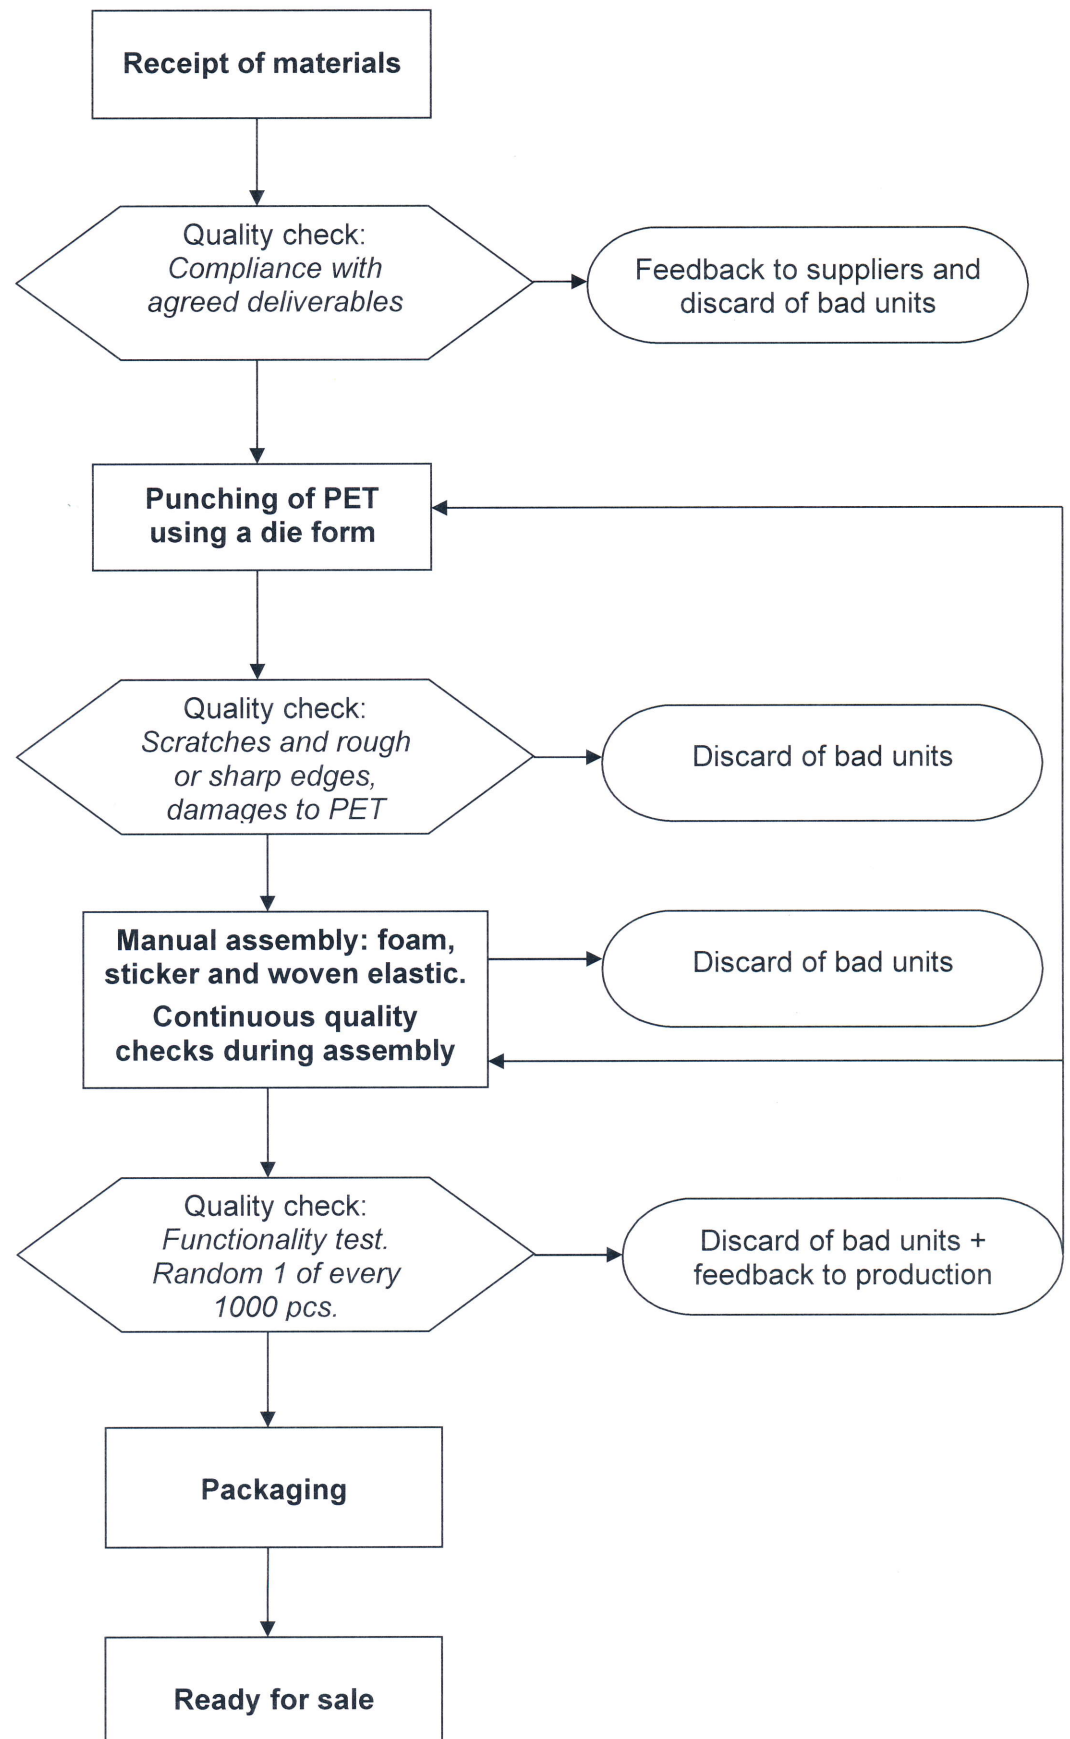 Receipt of materials
Quality check:
Compliance with
agreed deliverables
Feedback to suppliers and
discard of bad units
Punching of PET
using a die form
Quality check:
Scratches and rough
or sharp edges,
damages to PET
Discard of bad units
Manual assembly: foam,
sticker and woven elastic.
Continuous quality
checks during assembly
Discard of bad units
Quality check:
Functionality test.
Random 1 of every
1000 pcs.
Discard of bad units +
feedback to production
Packaging
Ready for sale